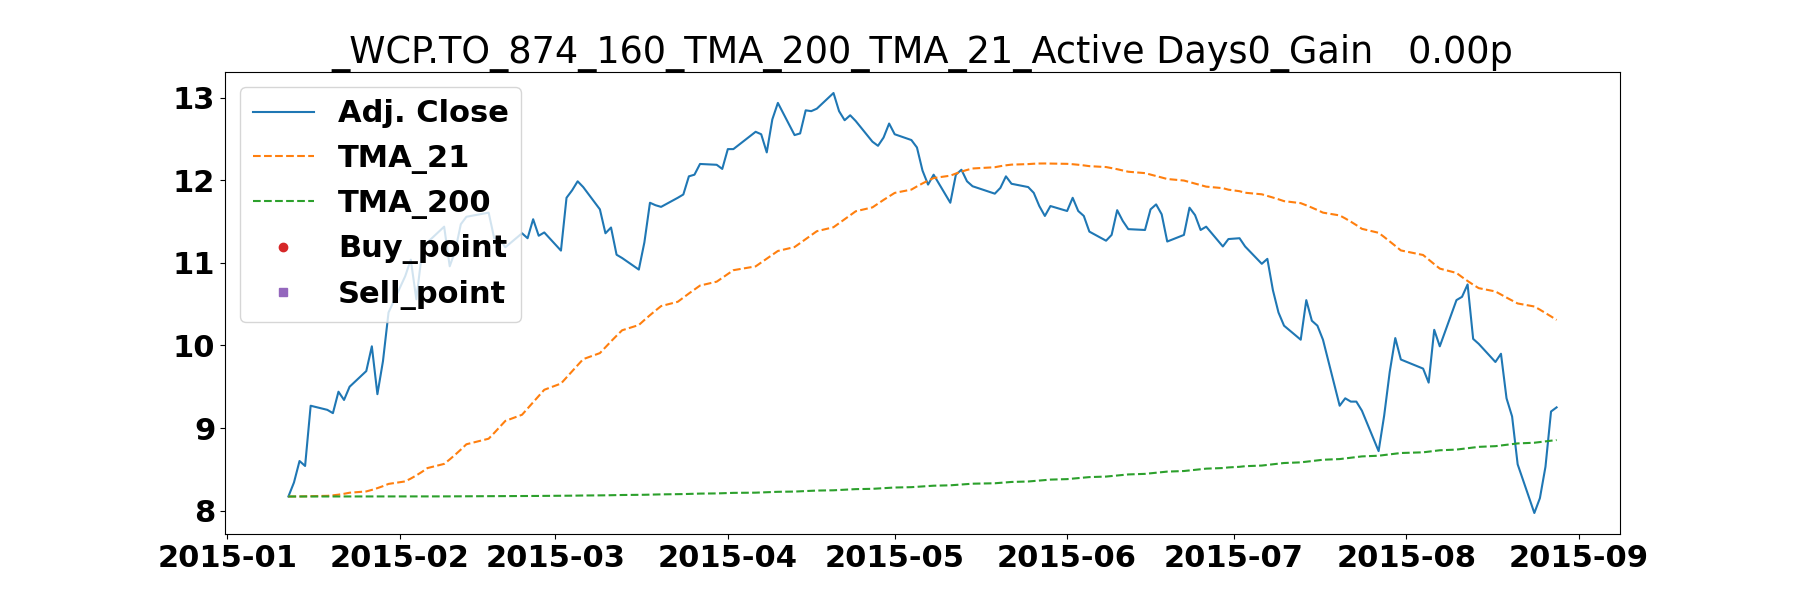 _WCP.TO_874_160_TMA_200_TMA_21_Active Days0_Gain   0.00p
13
12
11
10
9
8
Adj. Close
TMA_21
TMA_200
Buy_point
Sell_point
2015-01 2015-02 2015-03 2015-04 2015-05 2015-06 2015-07 2015-08 2015-09